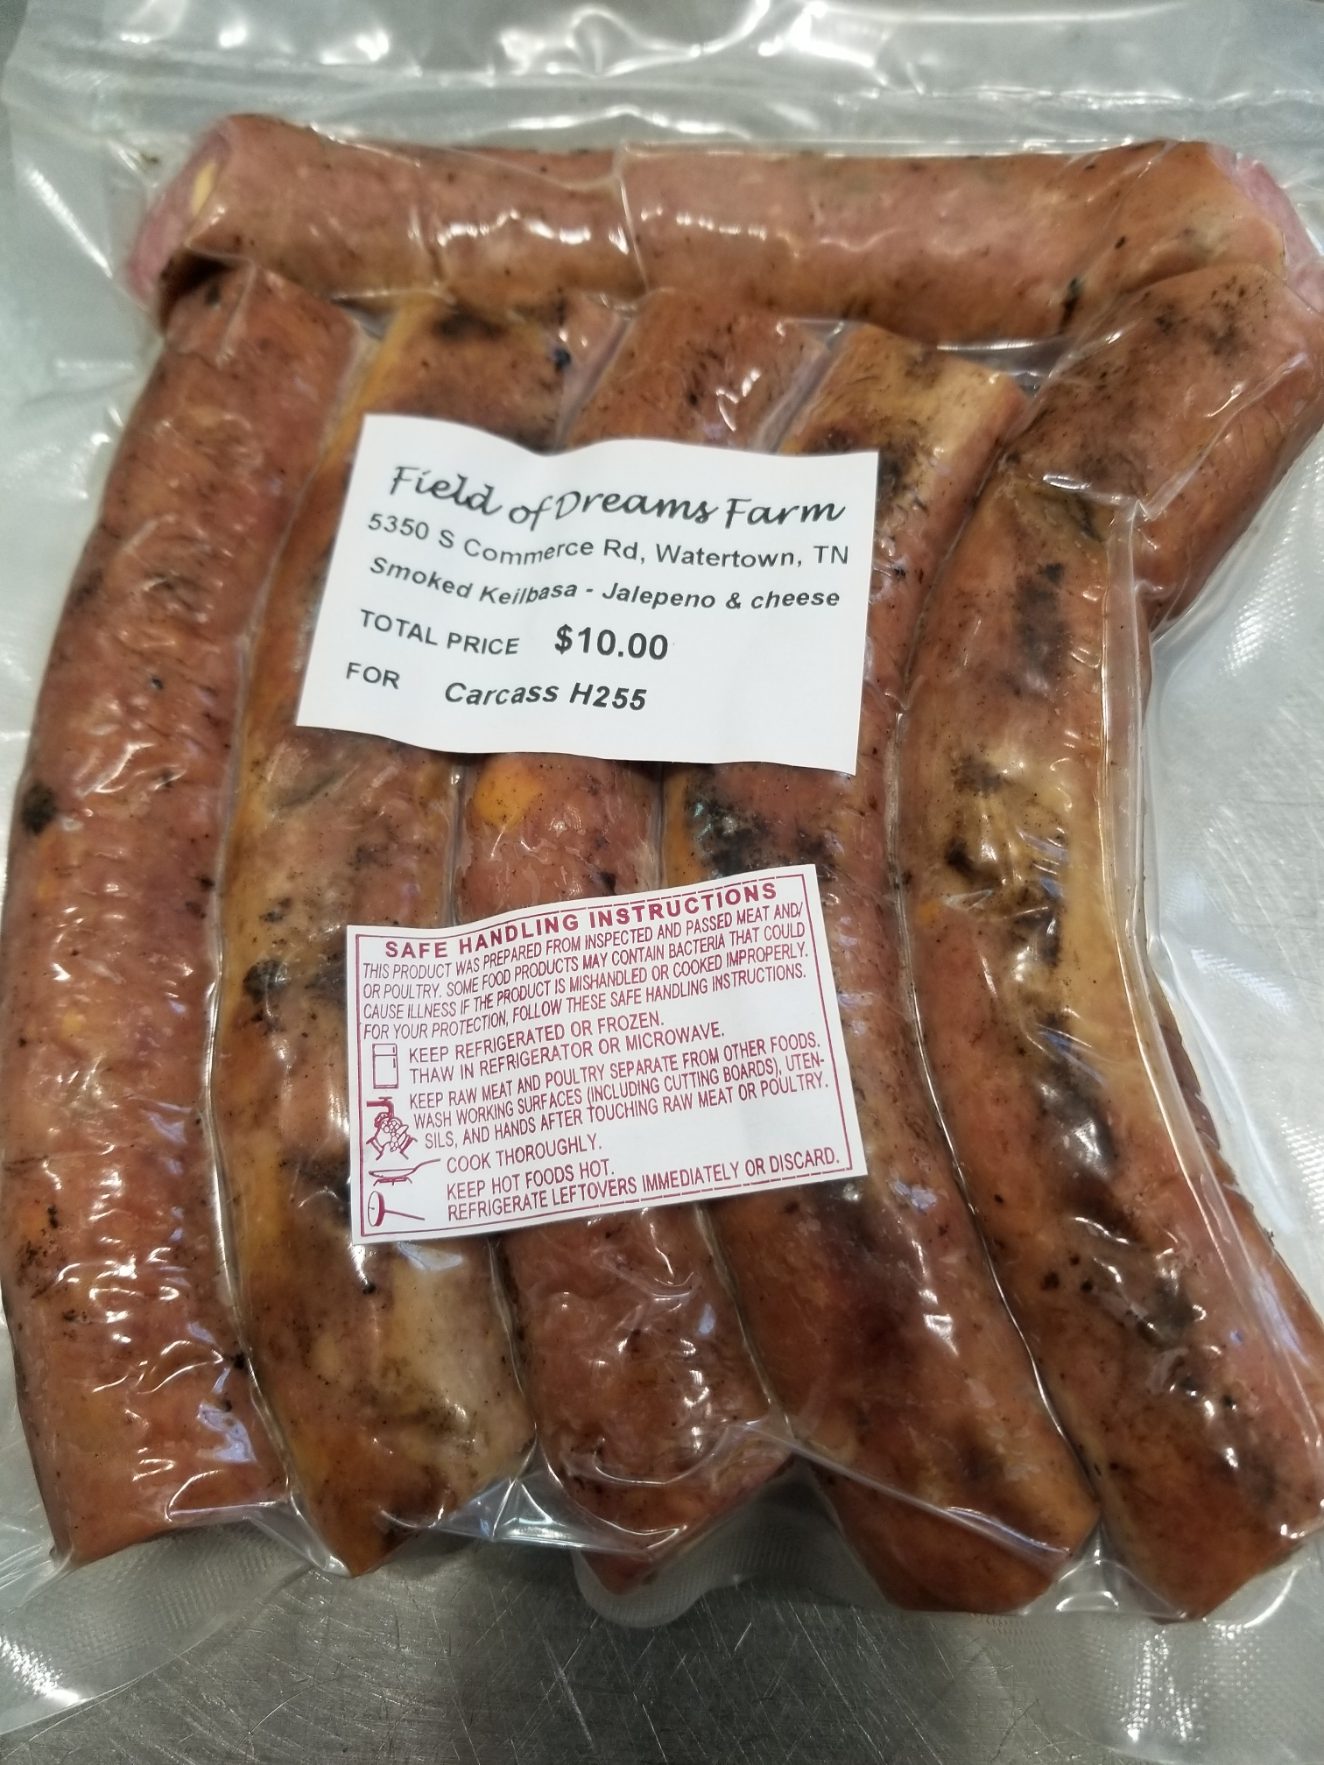 Field of Dreams Farm
5350 S Commerce Rd, Watertown, TN
Smoked Keilbasa - Jalepeno & cheese
TOTAL PRICE $10.00
FOR Carcass H255
SAFE HANDLING INSTRUCTIONS
THIS PRODUCT WAS PREPARED FROM INSPECTED AND PASSED MEAT AND/
OR POULTRY. SOME FOOD PRODUCTS MAY CONTAIN BACTERIA THAT COULD
CAUSE ILLNESS IF THE PRODUCT IS MISHANDLED OR COOKED IMPROPERLY.
FOR YOUR PROTECTION, FOLLOW THESE SAFE HANDLING INSTRUCTIONS.
KEEP REFRIGERATED OR FROZEN.
THAW IN REFRIGERATOR OR MICROWAVE.
KEEP RAW MEAT AND POULTRY SEPARATE FROM OTHER FOODS.
WASH WORKING SURFACES (INCLUDING CUTTING BOARDS), UTEN-
SILS, AND HANDS AFTER TOUCHING RAW MEAT OR POULTRY.
COOK THOROUGHLY.
KEEP HOT FOODS HOT.
REFRIGERATE LEFTOVERS IMMEDIATELY OR DISCARD.